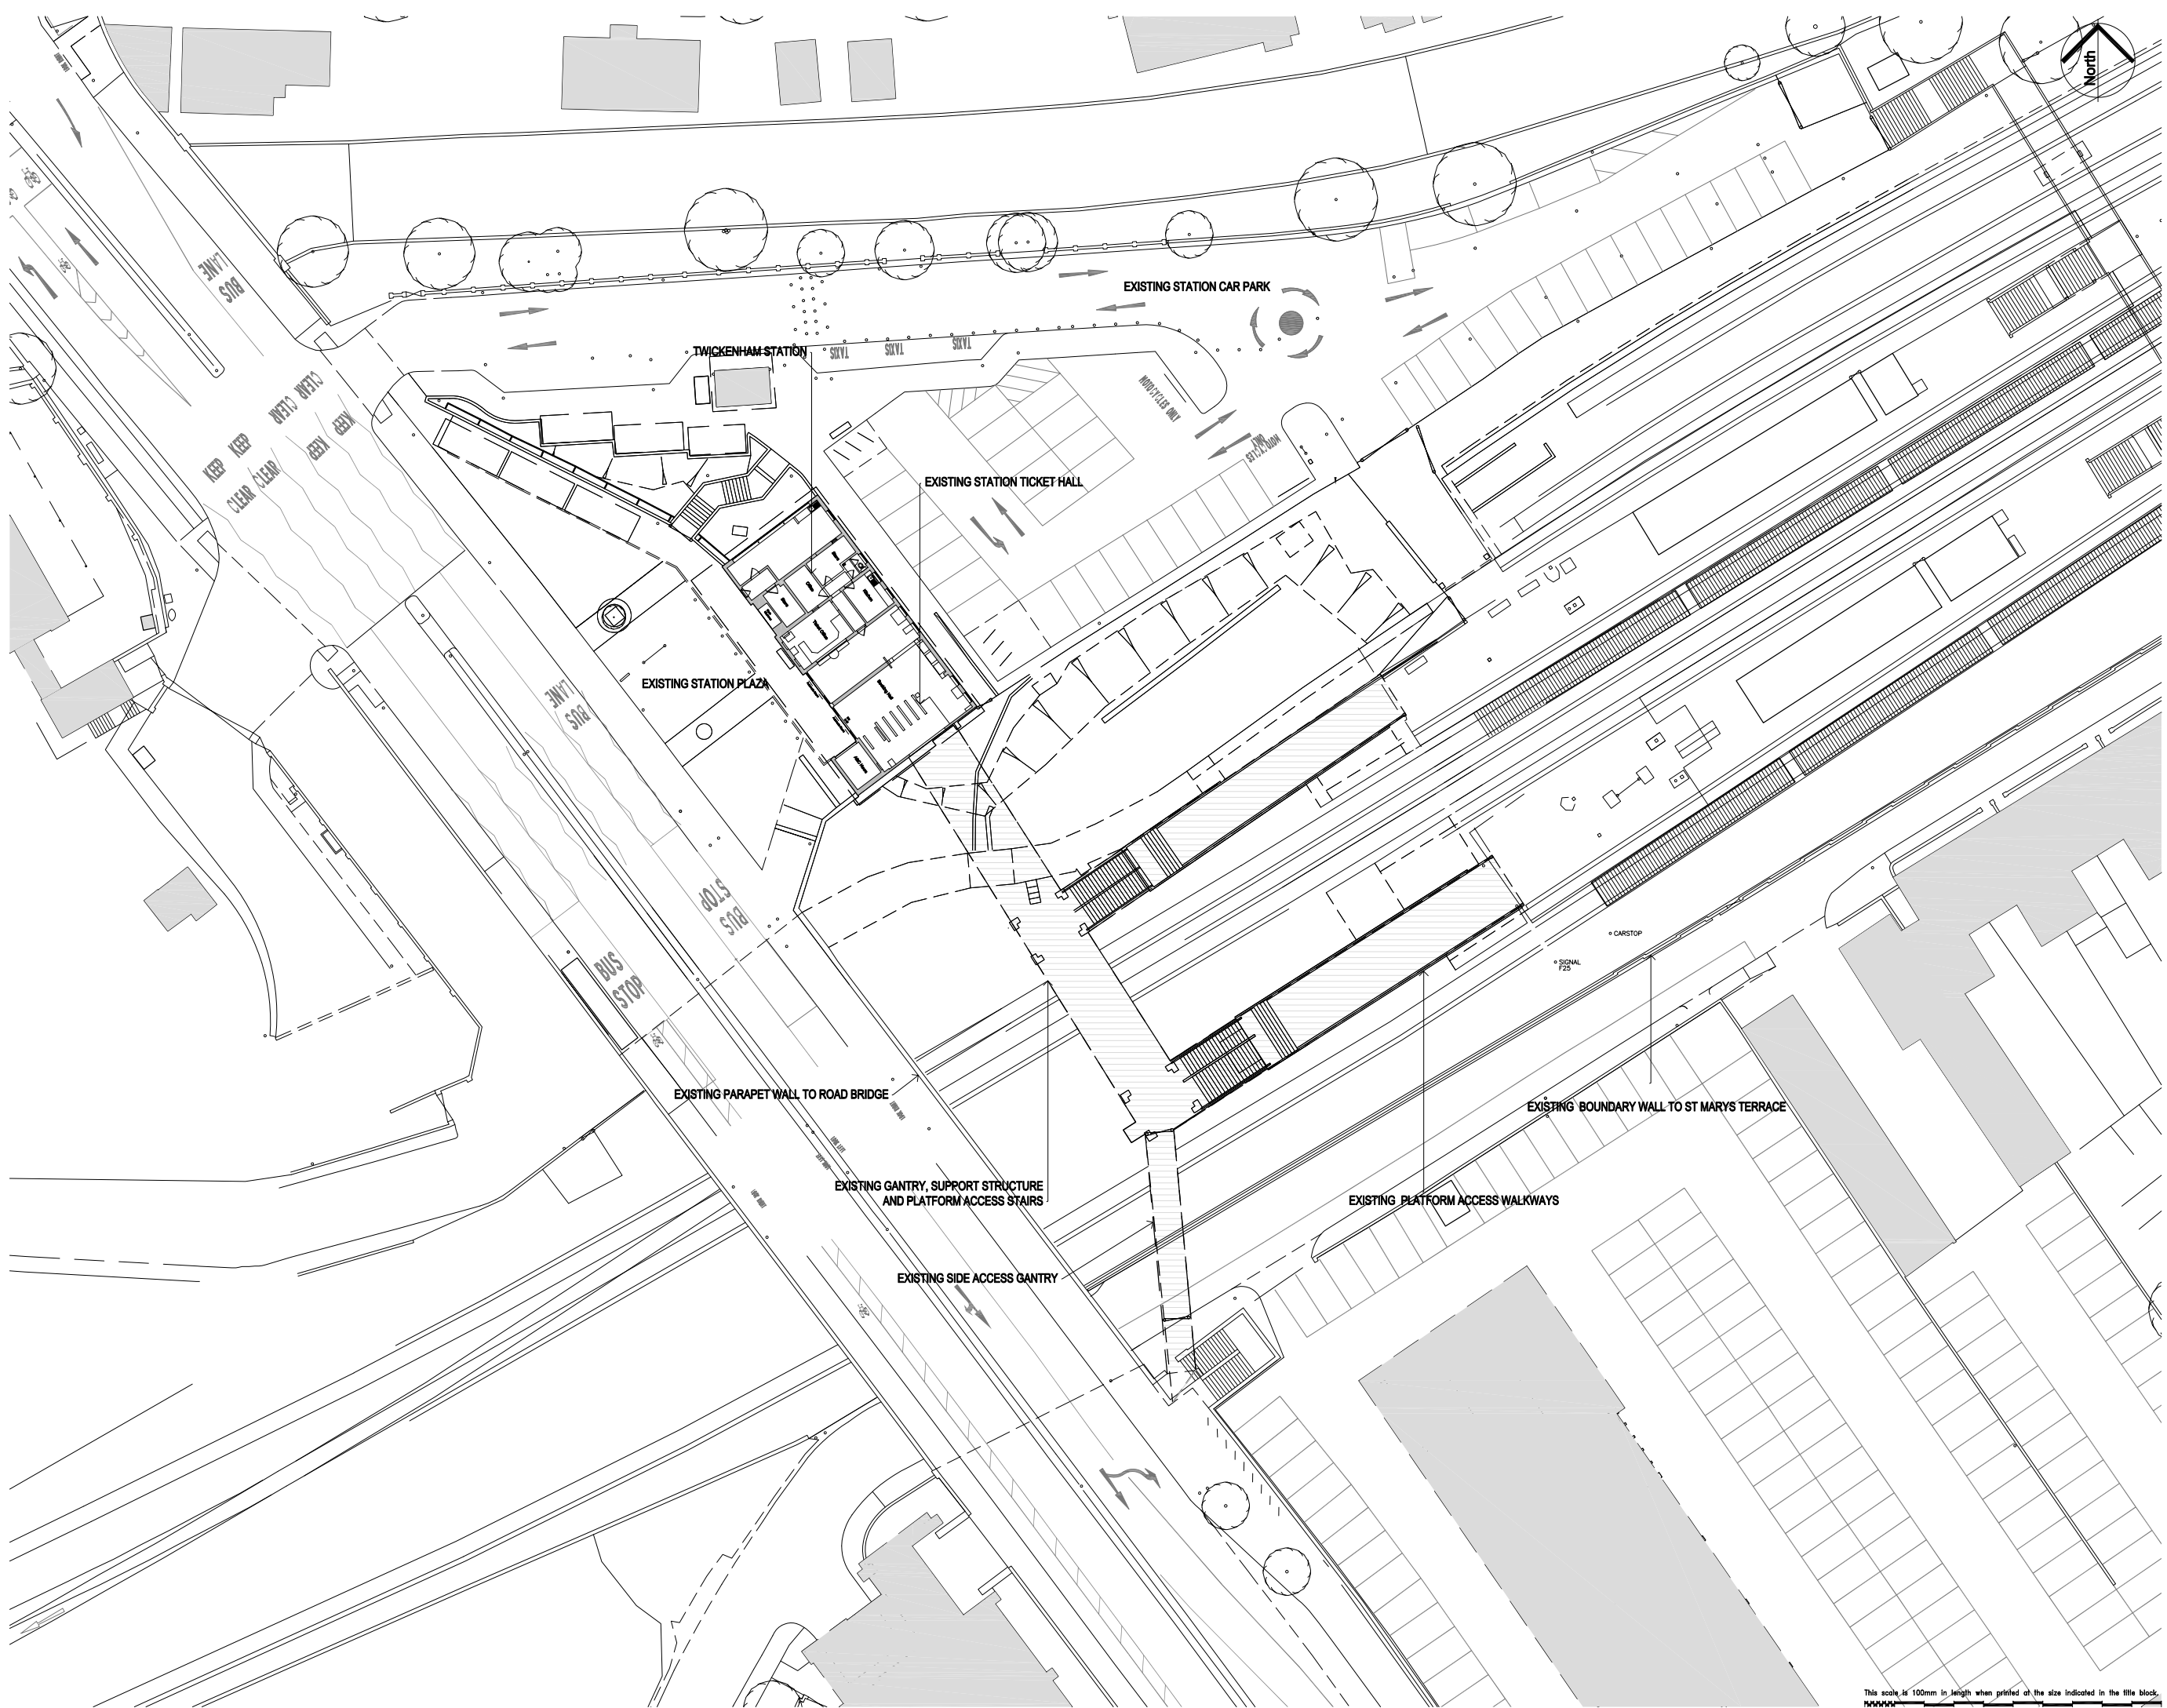 North
BUS
LANE
EXISTING STATION CAR PARK
TWICKENHAM STATION
TAXIS
TAXIS
TAXIS
MOTORCYCLES ONLY
MOTORCYCLES
ONLY
KEEP KEEP
CLEAR CLEAR
KEEP KEEP
CLEAR CLEAR
EXISTING STATION TICKET HALL
EXISTING STATION PLAZA
BUS
LANE
BUS
STOP
BUS
STOP
CARSTOP
SIGNAL
F25
EXISTING PARAPET WALL TO ROAD BRIDGE
EXISTING BOUNDARY WALL TO ST MARYS TERRACE
EXISTING GANTRY, SUPPORT STRUCTURE
AND PLATFORM ACCESS STAIRS
EXISTING PLATFORM ACCESS WALKWAYS
EXISTING SIDE ACCESS GANTRY
This scale is 100mm in length when printed at the size indicated in the title block.